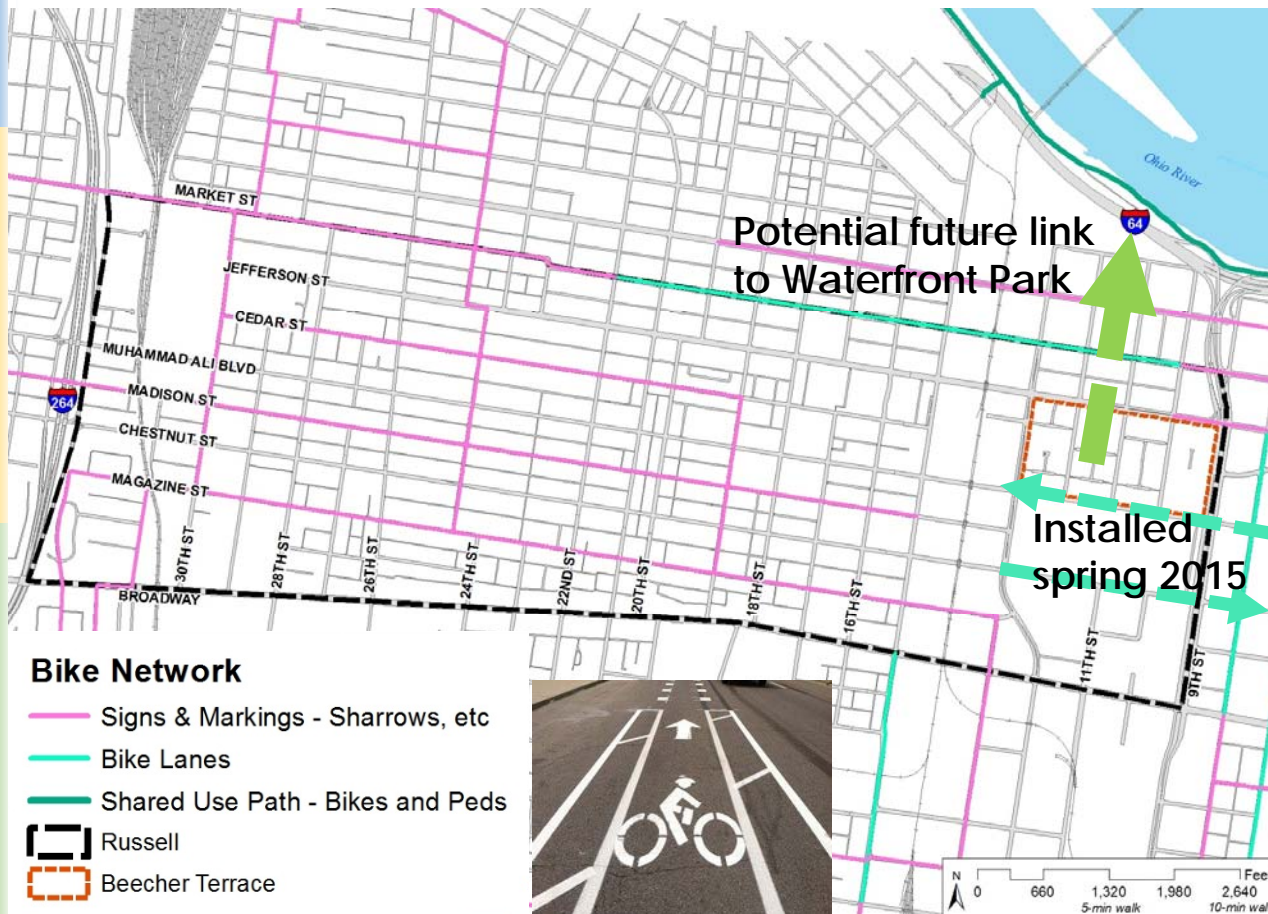 MARKET ST
JEFFERSON ST
CEDAR ST
MUHAMMAD ALI BLVD
MADISON ST
CHESTNUT ST
MAGAZINE ST
BROADWAY
264
64
Ohio River
Potential future link
to Waterfront Park
Installed
spring 2015
30TH ST
28TH ST
26TH ST
24TH ST
22ND ST
20TH ST
18TH ST
16TH ST
11TH ST
9TH ST
Bike Network
Signs & Markings - Sharrows, etc
Bike Lanes
Shared Use Path - Bikes and Peds
Russell
Beecher Terrace
N
Fee
0 660 1,320 1,980 2,640
5-min walk 10-min wal